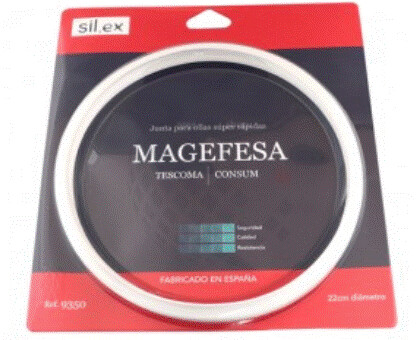 sil,ex
Junta para ollas súper rápidas
MAGEFESA
TESCOMA | CONSUM
Seguridad
Calidad
Resistencia
FABRICADO EN ESPAÑA
Ref. 9350
22cm diámetro